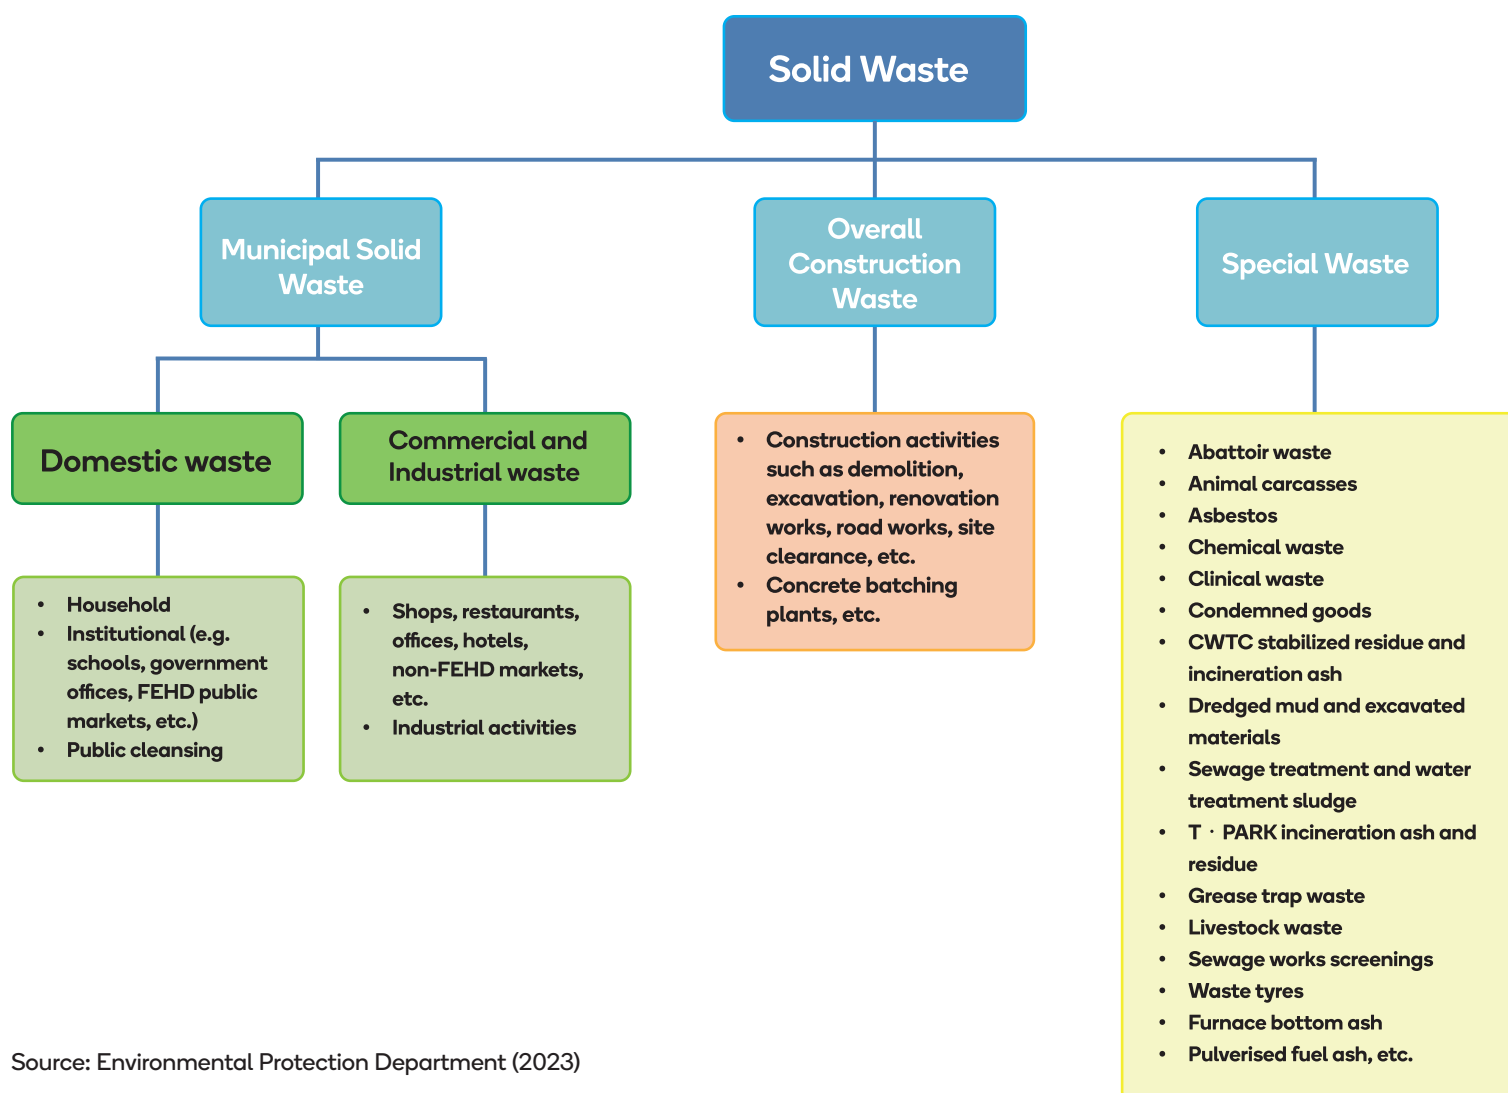 Solid Waste
Municipal Solid
Waste
Overall
Construction
Waste
Special Waste
Domestic waste
Commercial and
Industrial waste
• Household
• Institutional (e.g.
schools, government
offices, FEHD public
markets, etc.)
• Public cleansing
• Shops, restaurants,
offices, hotels,
non-FEHD markets,
etc.
• Industrial activities
• Construction activities
such as demolition,
excavation, renovation
works, road works, site
clearance, etc.
• Concrete batching
plants, etc.
• Abattoir waste
• Animal carcasses
• Asbestos
• Chemical waste
• Clinical waste
• Condemned goods
• CWTC stabilized residue and
incineration ash
• Dredged mud and excavated
materials
• Sewage treatment and water
treatment sludge
• T · PARK incineration ash and
residue
• Grease trap waste
• Livestock waste
• Sewage works screenings
• Waste tyres
• Furnace bottom ash
• Pulverised fuel ash, etc.
Source: Environmental Protection Department (2023)